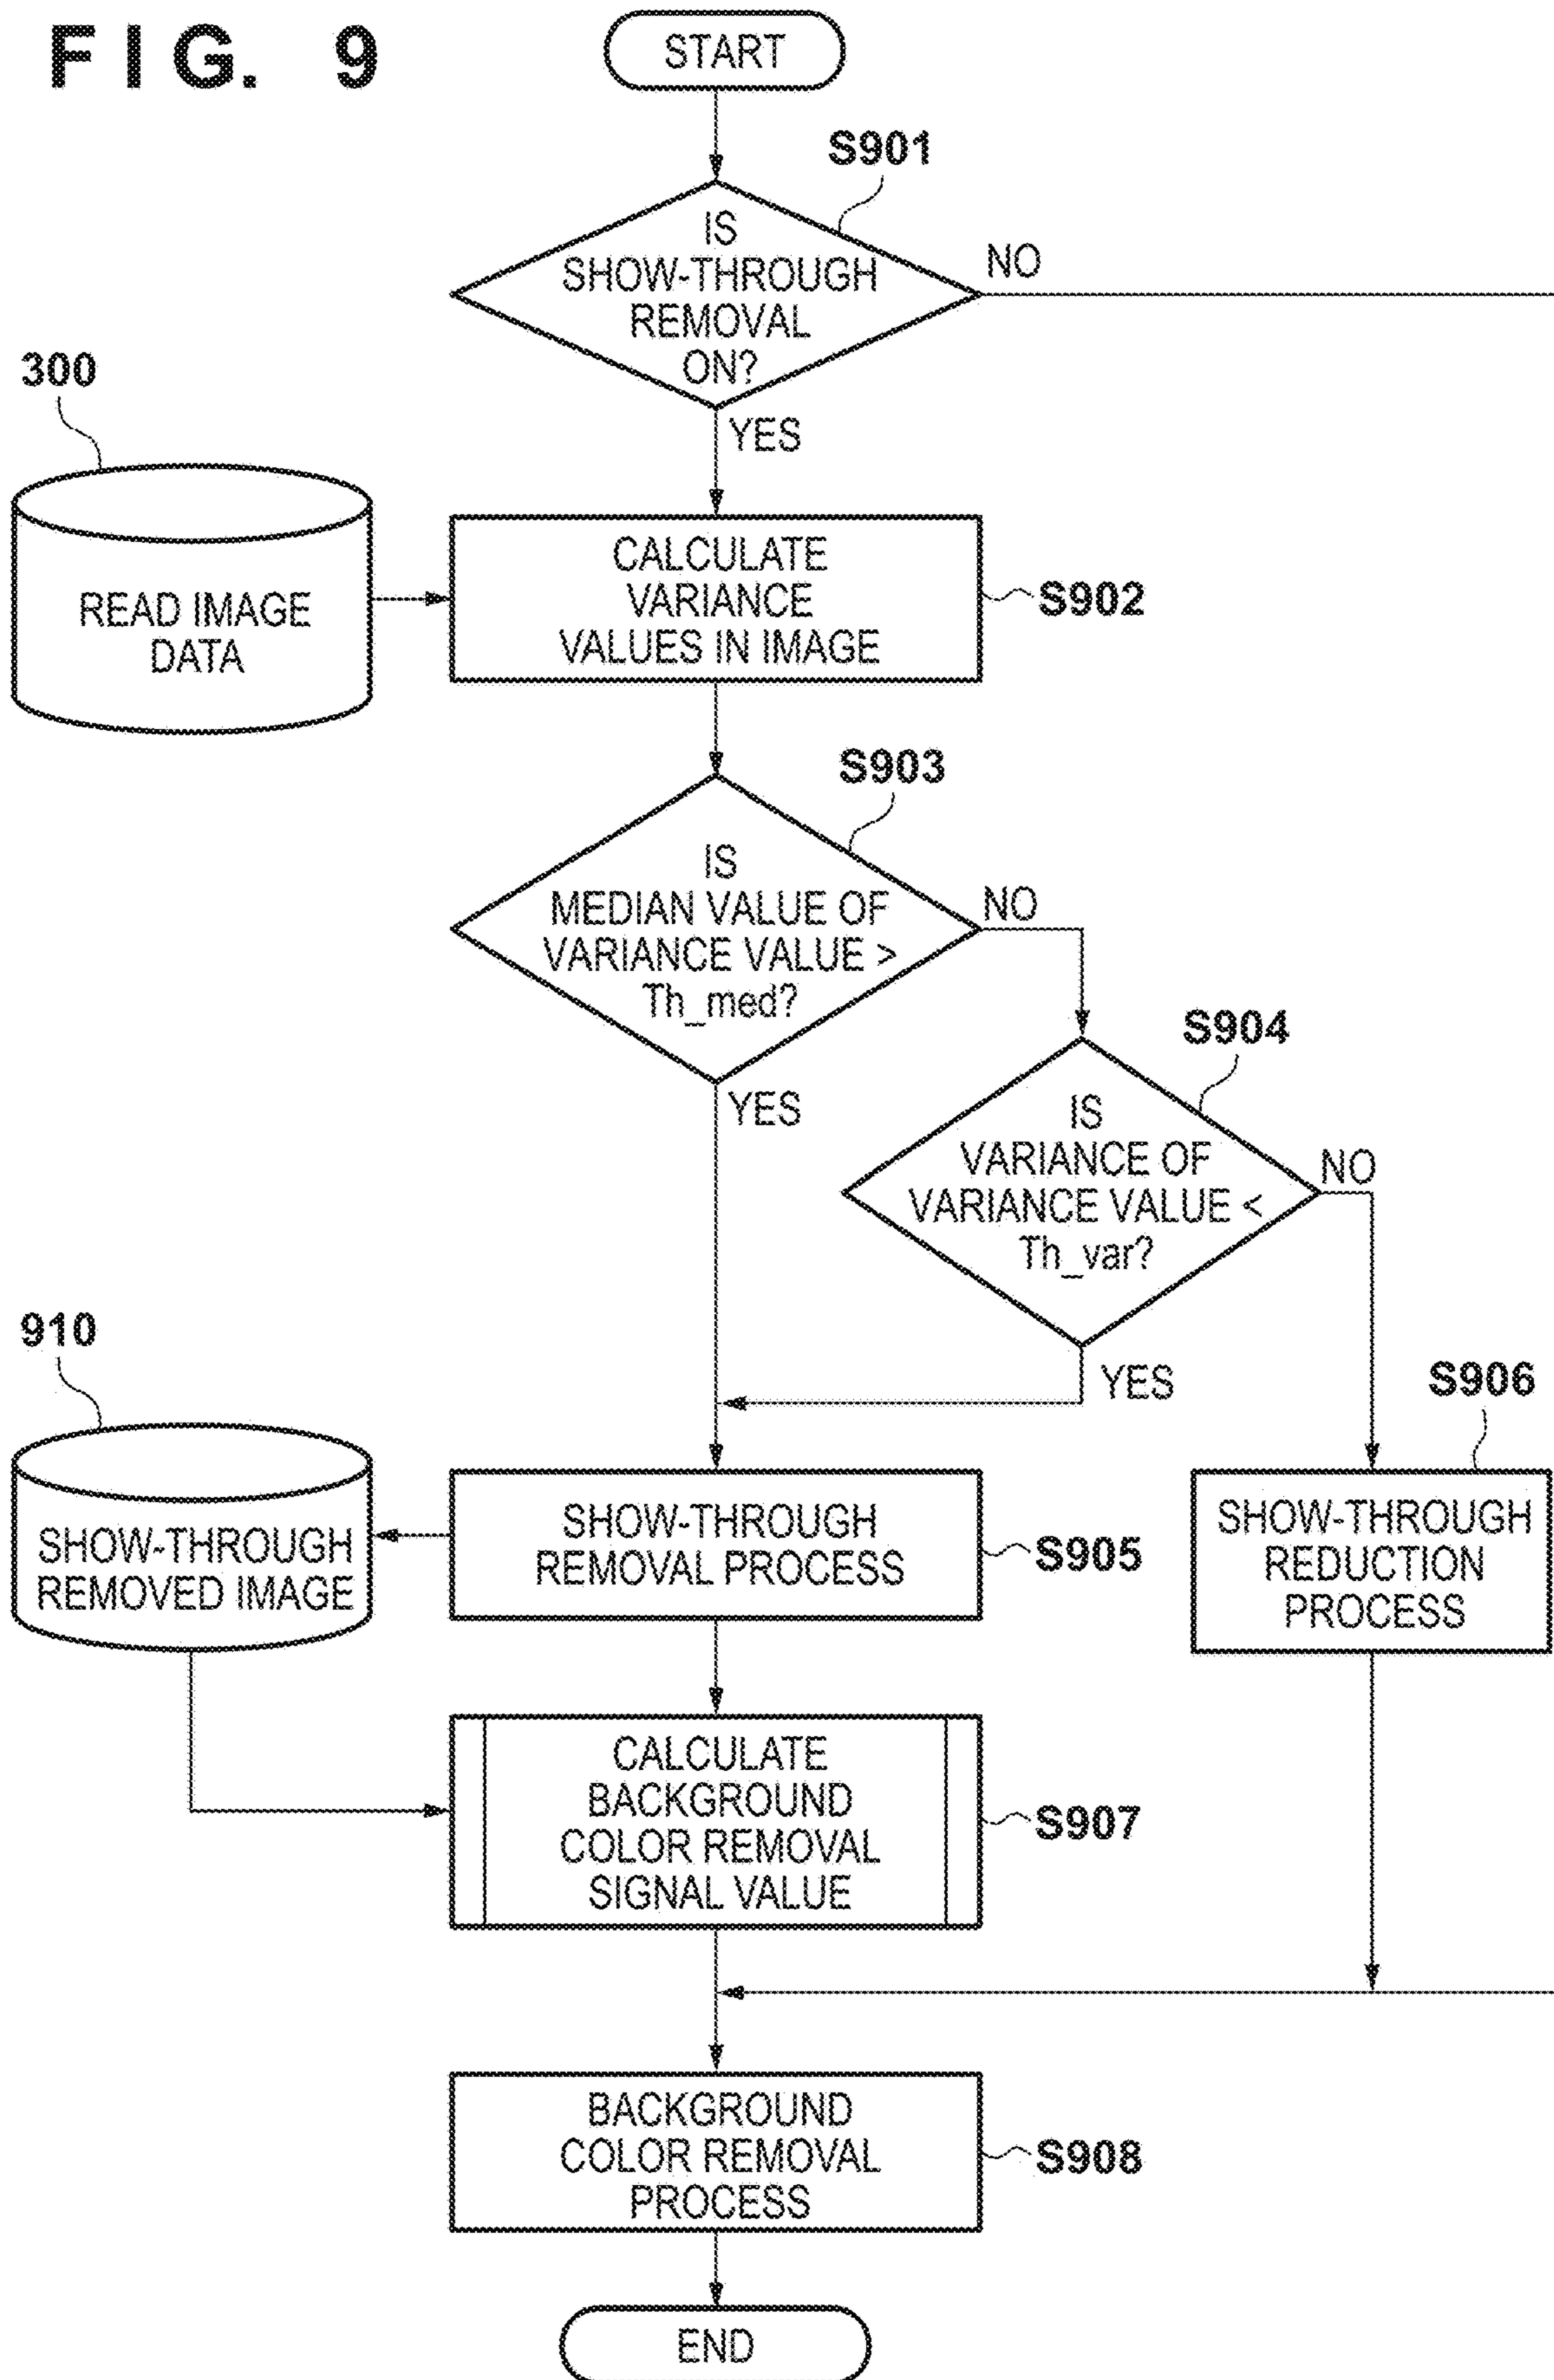 FIG. 9
START
S901
IS
SHOW-THROUGH
REMOVAL
ON?
NO
YES
300
READ IMAGE
DATA
CALCULATE
VARIANCE
VALUES IN IMAGE
S902
S903
IS
MEDIAN VALUE OF
VARIANCE VALUE >
Th_med?
NO
YES
S904
IS
VARIANCE OF
VARIANCE VALUE <
Th_var?
NO
YES
910
SHOW-THROUGH
REMOVED IMAGE
SHOW-THROUGH
REMOVAL PROCESS
S905
S906
SHOW-THROUGH
REDUCTION
PROCESS
CALCULATE
BACKGROUND
COLOR REMOVAL
SIGNAL VALUE
S907
BACKGROUND
COLOR REMOVAL
PROCESS
S908
END